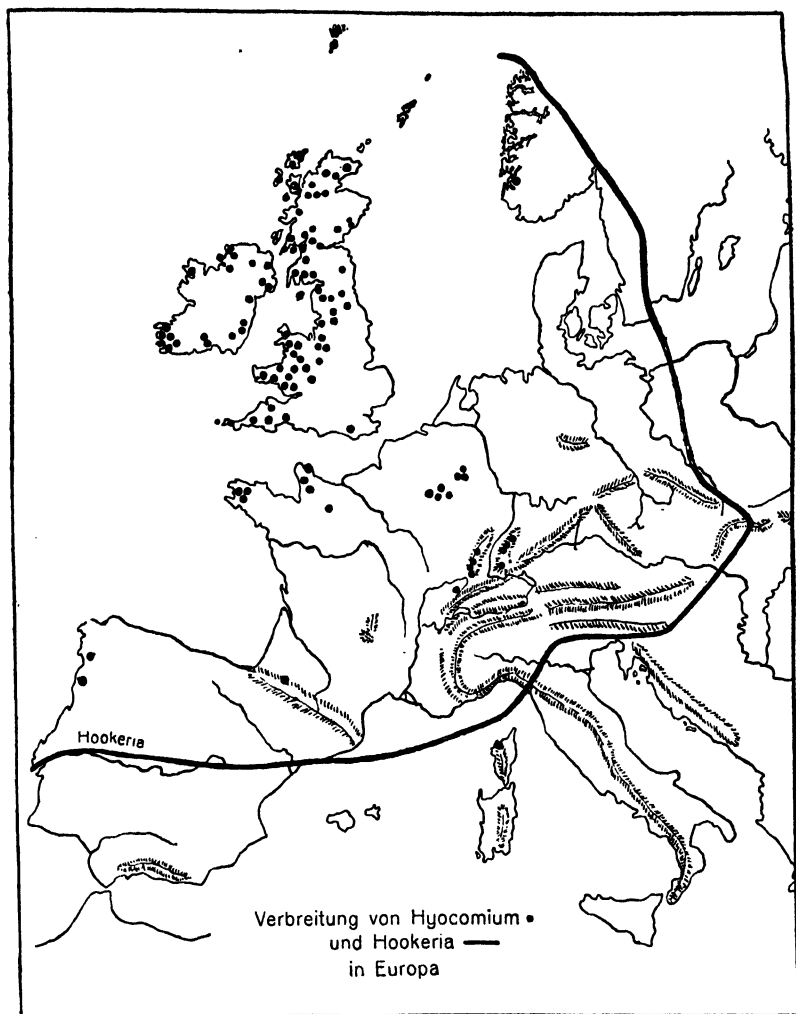 Hookeria
Verbreitung von Hyocomium •
und Hookeria —
in Europa